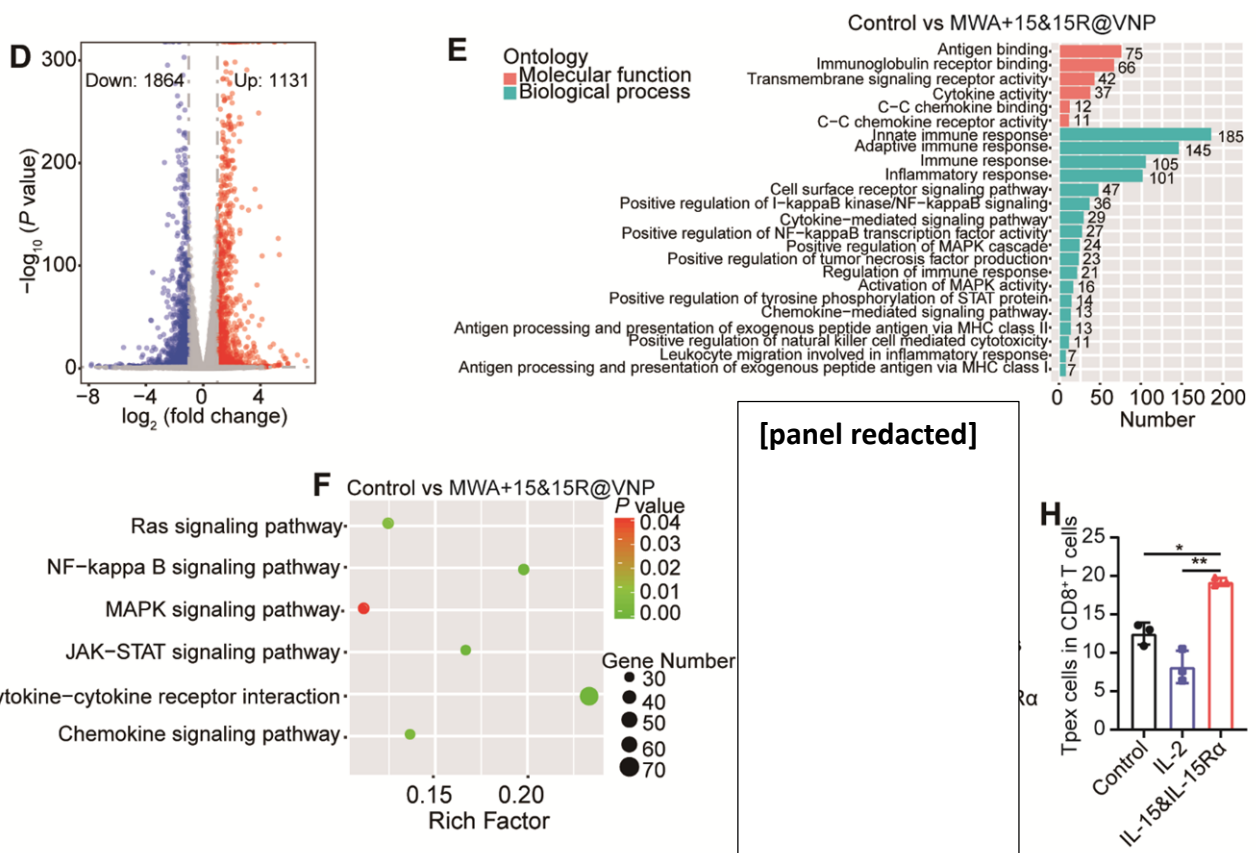 D
300
200
100
0
Down: 1864
Up: 1131
−log10 (P value)
−8
−4
0
4
log2 (fold change)
E
Control vs MWA+15&15R@VNP
Ontology
Molecular function
Biological process
Antigen binding 75
Immunoglobulin receptor binding 66
Transmembrane signaling receptor activity 42
Cytokine activity 37
C−C chemokine binding 12
C−C chemokine receptor activity 11
Innate immune response 185
Adaptive immune response 145
Immune response 105
Inflammatory response 101
Cell surface receptor signaling pathway 47
Positive regulation of I−kappaB kinase/NF−kappaB signaling 36
Cytokine−mediated signaling pathway 29
Positive regulation of NF−kappaB transcription factor activity 27
Positive regulation of MAPK cascade 24
Positive regulation of tumor necrosis factor production 23
Regulation of immune response 21
Activation of MAPK activity 16
Positive regulation of tyrosine phosphorylation of STAT protein 14
Chemokine−mediated signaling pathway 13
Antigen processing and presentation of exogenous peptide antigen via MHC class II 13
Positive regulation of natural killer cell mediated cytotoxicity 11
Leukocyte migration involved in inflammatory response 7
Antigen processing and presentation of exogenous peptide antigen via MHC class I 7
0 50 100 150 200
Number
F
Control vs MWA+15&15R@VNP
Ras signaling pathway
NF−kappa B signaling pathway
MAPK signaling pathway
JAK−STAT signaling pathway
ytokine−cytokine receptor interaction
Chemokine signaling pathway
0.15 0.20
Rich Factor
P value
0.04
0.03
0.02
0.01
0.00
Gene Number
30
40
50
60
70
[panel redacted]
Rα
H
Tpex cells in CD8+ T cells
25
20
15
10
5
0
*
**
Control
IL-2
IL-15&IL-15Rα